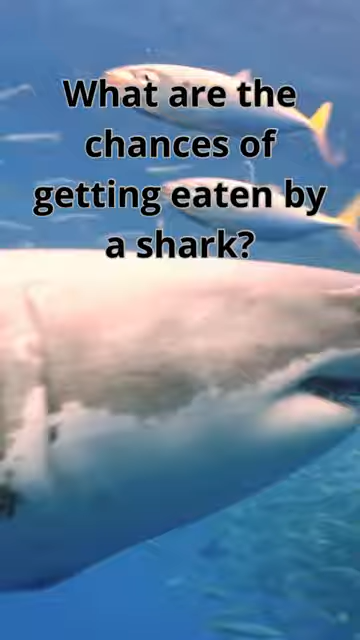 What are the
chances of
getting eaten by
a shark?